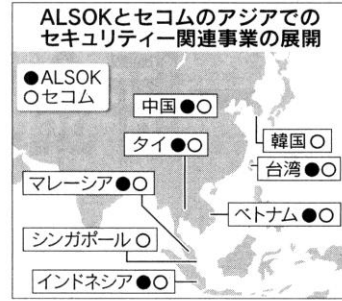 ALSOKとセコムのアジアでの
セキュリティー関連事業の展開
●ALSOK
○セコム
中国●○
韓国○
タイ●○
台湾●○
マレーシア●○
ベトナム●○
シンガポール○
インドネシア●○